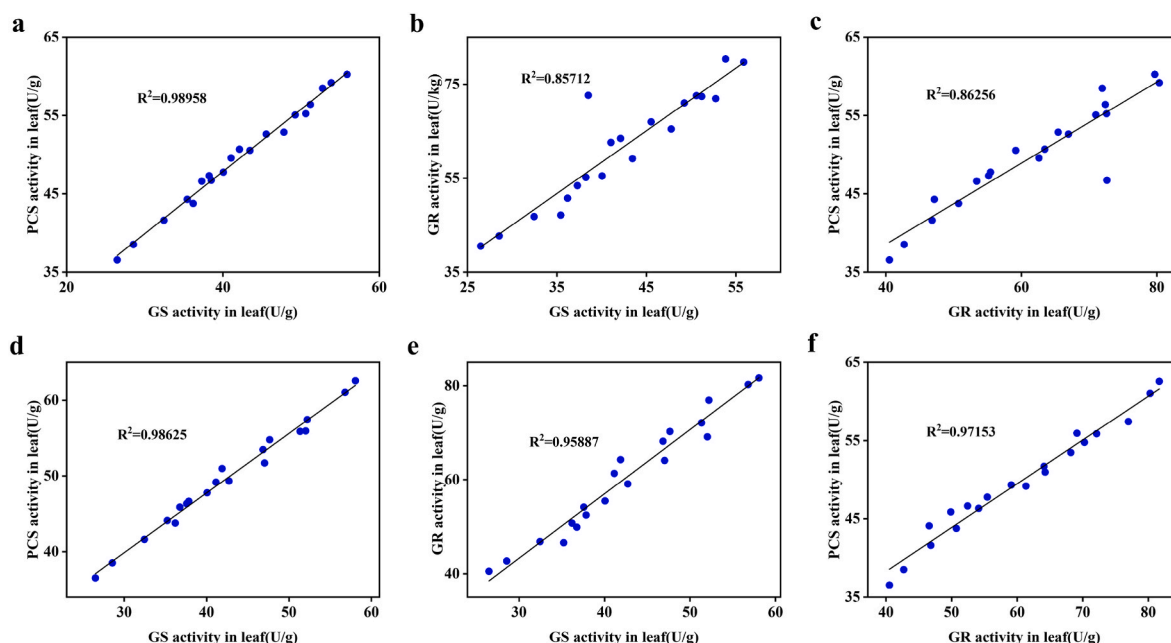 a
65
55
45
35
PCS activity in leaf(U/g)
R²=0.98958
20
40
60
GS activity in leaf(U/g)
b
75
55
35
GR activity in leaf(U/kg)
R²=0.85712
25
35
45
55
GS activity in leaf(U/g)
c
65
55
45
35
PCS activity in leaf(U/g)
R²=0.86256
40
60
80
GR activity in leaf(U/g)
d
60
50
40
PCS activity in leaf(U/g)
R²=0.98625
30
40
50
60
GS activity in leaf(U/g)
e
80
60
40
GR activity in leaf(U/g)
R²=0.95887
30
40
50
60
GS activity in leaf(U/g)
f
65
55
45
35
PCS activity in leaf(U/g)
R²=0.97153
40
50
60
70
80
GR activity in leaf(U/g)